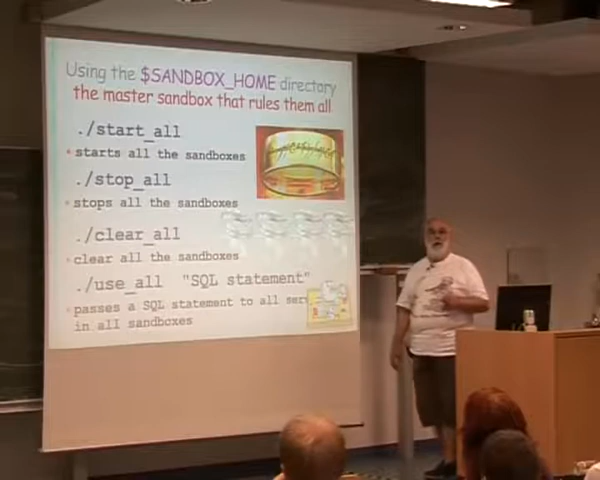 Using the $SANDBOX_HOME directory
the master sandbox that rules them all
./start_all
• starts all the sandboxes
./stop_all
• stops all the sandboxes
./clear_all
• clear all the sandboxes
./use_all "SQL statement"
• passes a SQL statement to all
in all sandboxes